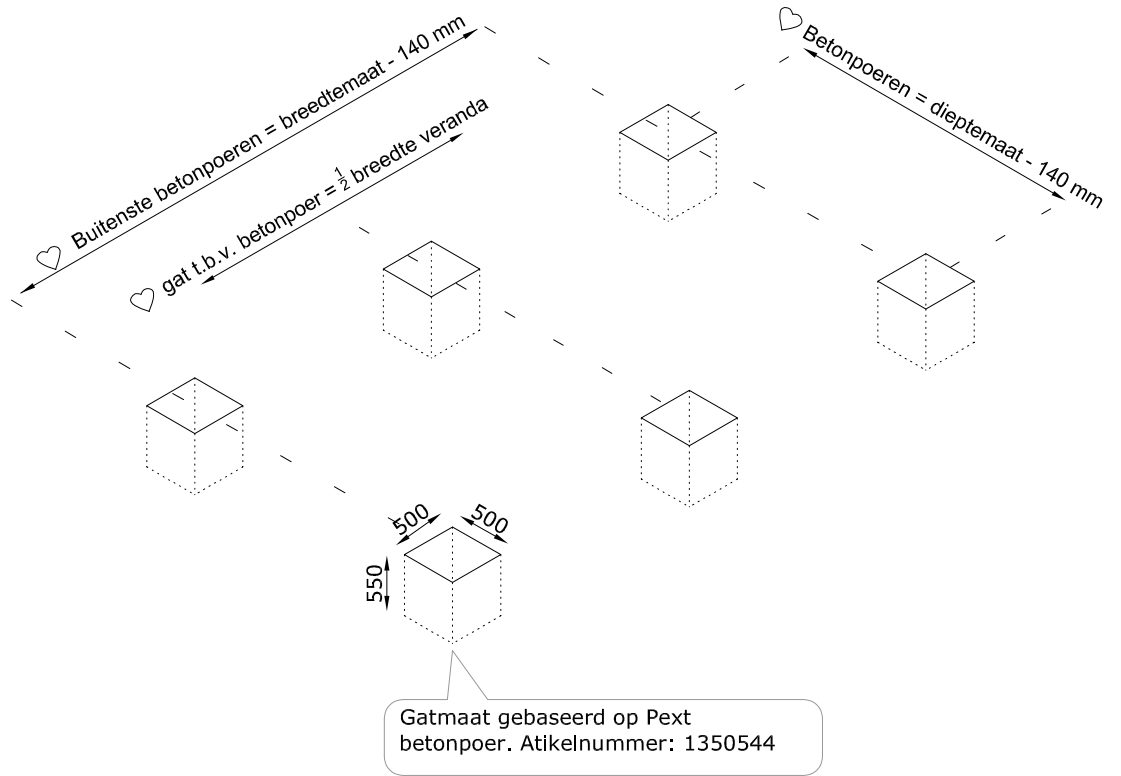 ♡ Buitenste betonpoeren = breedtemaat - 140 mm
♡ gat t.b.v. betonpoer = 1/2 breedte veranda
♡ Betonpoeren = dieptemaat - 140 mm
500
500
550
Gatmaat gebaseerd op Pext
betonpoer. Atikelnummer: 1350544